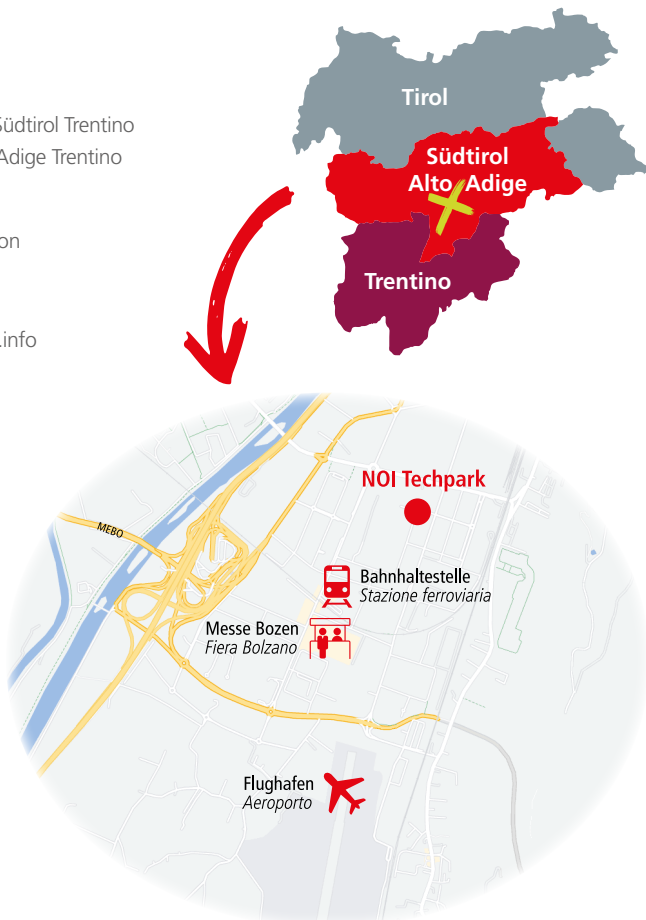 Südtirol Trentino
Adige Trentino
on
.info
Tirol
Südtirol
Alto Adige
Trentino
NOI Techpark
MEBO
Bahnhaltestelle
Stazione ferroviaria
Messe Bozen
Fiera Bolzano
Flughafen
Aeroporto